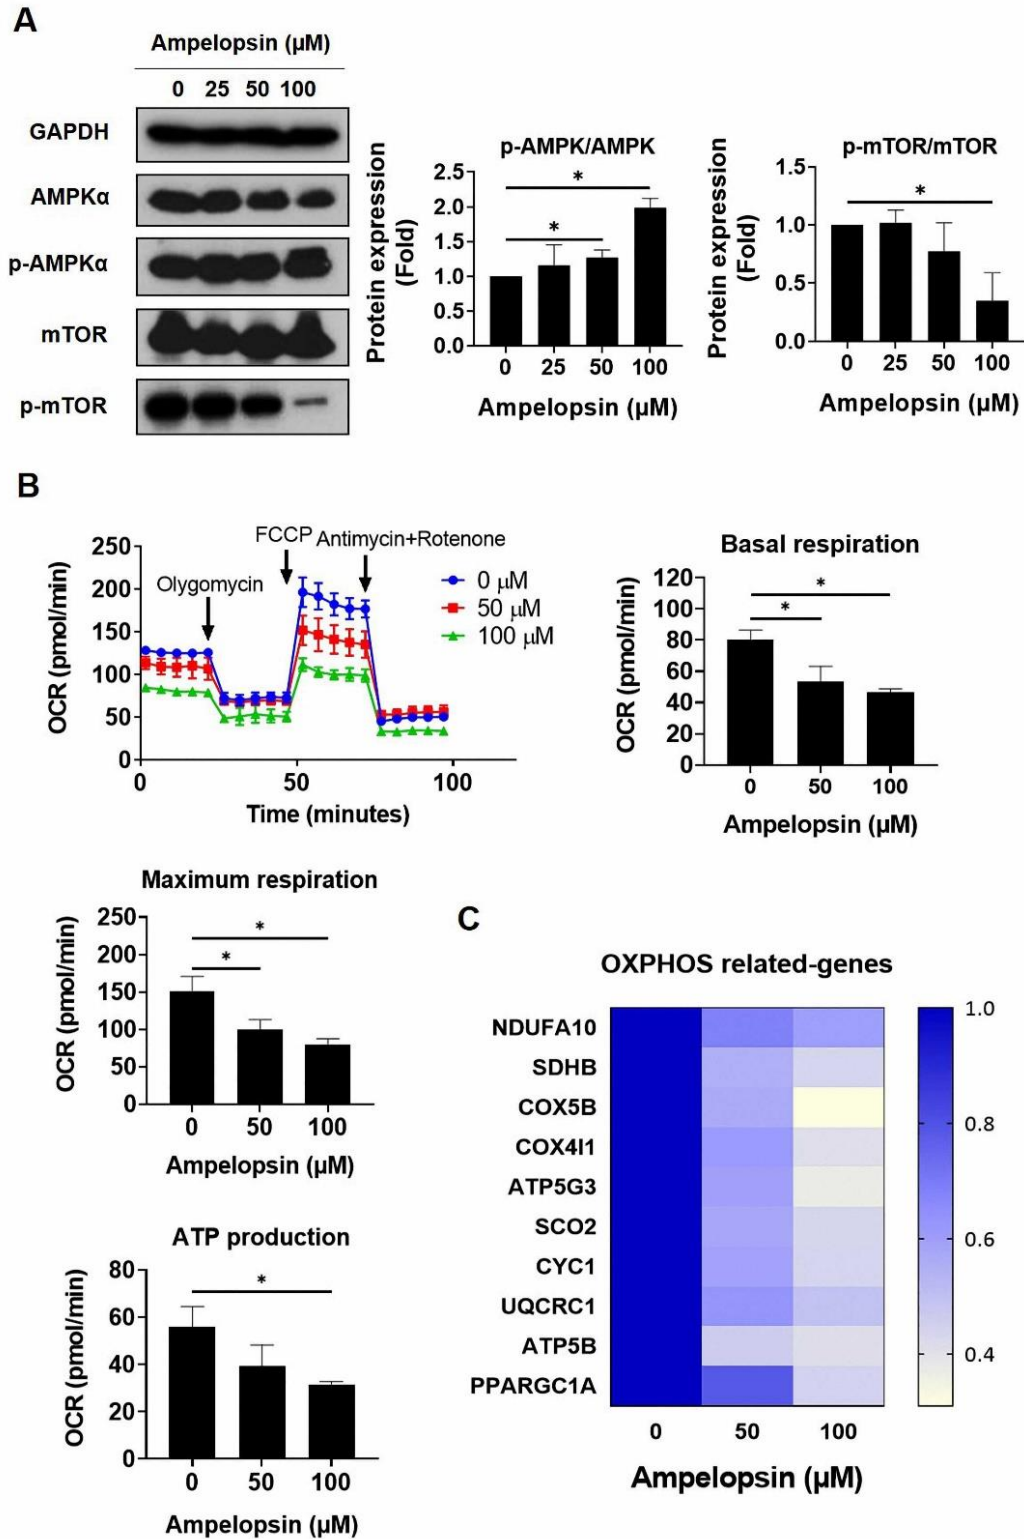 A
Ampelopsin (µM)
0 25 50 100
GAPDH
AMPKα
p-AMPKα
mTOR
p-mTOR
p-AMPK/AMPK
Protein expression
(Fold)
2.5
2.0
1.5
1.0
0.5
0.0
0 25 50 100
Ampelopsin (µM)
*
*
p-mTOR/mTOR
Protein expression
(Fold)
1.5
1.0
0.5
0.0
0 25 50 100
Ampelopsin (µM)
*
B
OCR (pmol/min)
250
200
150
100
50
0
0 50 100
Time (minutes)
Olygomycin
FCCP
Antimycin+Rotenone
0 µM
50 µM
100 µM
Basal respiration
OCR (pmol/min)
120
100
80
60
40
20
0
0 50 100
Ampelopsin (µM)
*
*
Maximum respiration
OCR (pmol/min)
250
200
150
100
50
0
0 50 100
Ampelopsin (µM)
*
*
ATP production
OCR (pmol/min)
80
60
40
20
0
0 50 100
Ampelopsin (µM)
*
C
OXPHOS related-genes
NDUFA10
SDHB
COX5B
COX4I1
ATP5G3
SCO2
CYC1
UQCRC1
ATP5B
PPARGC1A
0 50 100
Ampelopsin (µM)
1.0
0.8
0.6
0.4